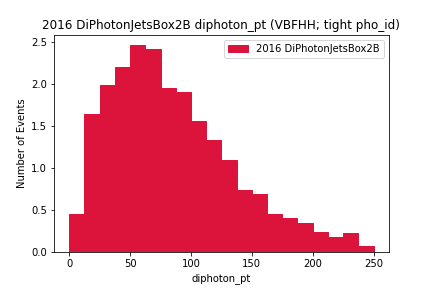 2016 DiPhotonJetsBox2B diphoton_pt (VBFHH; tight pho_id)
2016 DiPhotonJetsBox2B
Number of Events
2.5
2.0
1.5
1.0
0.5
0.0
0 50 100 150 200 250
diphoton_pt